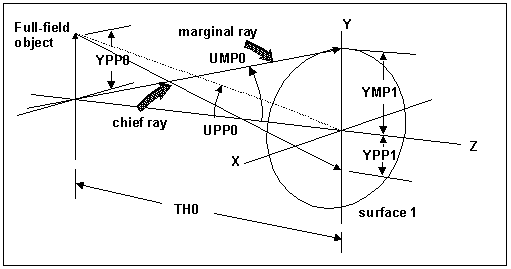 Full-field
object
YPP0
marginal ray
UMP0
Y
YMP1
chief ray
UPP0
X
YPP1
Z
TH0
surface 1